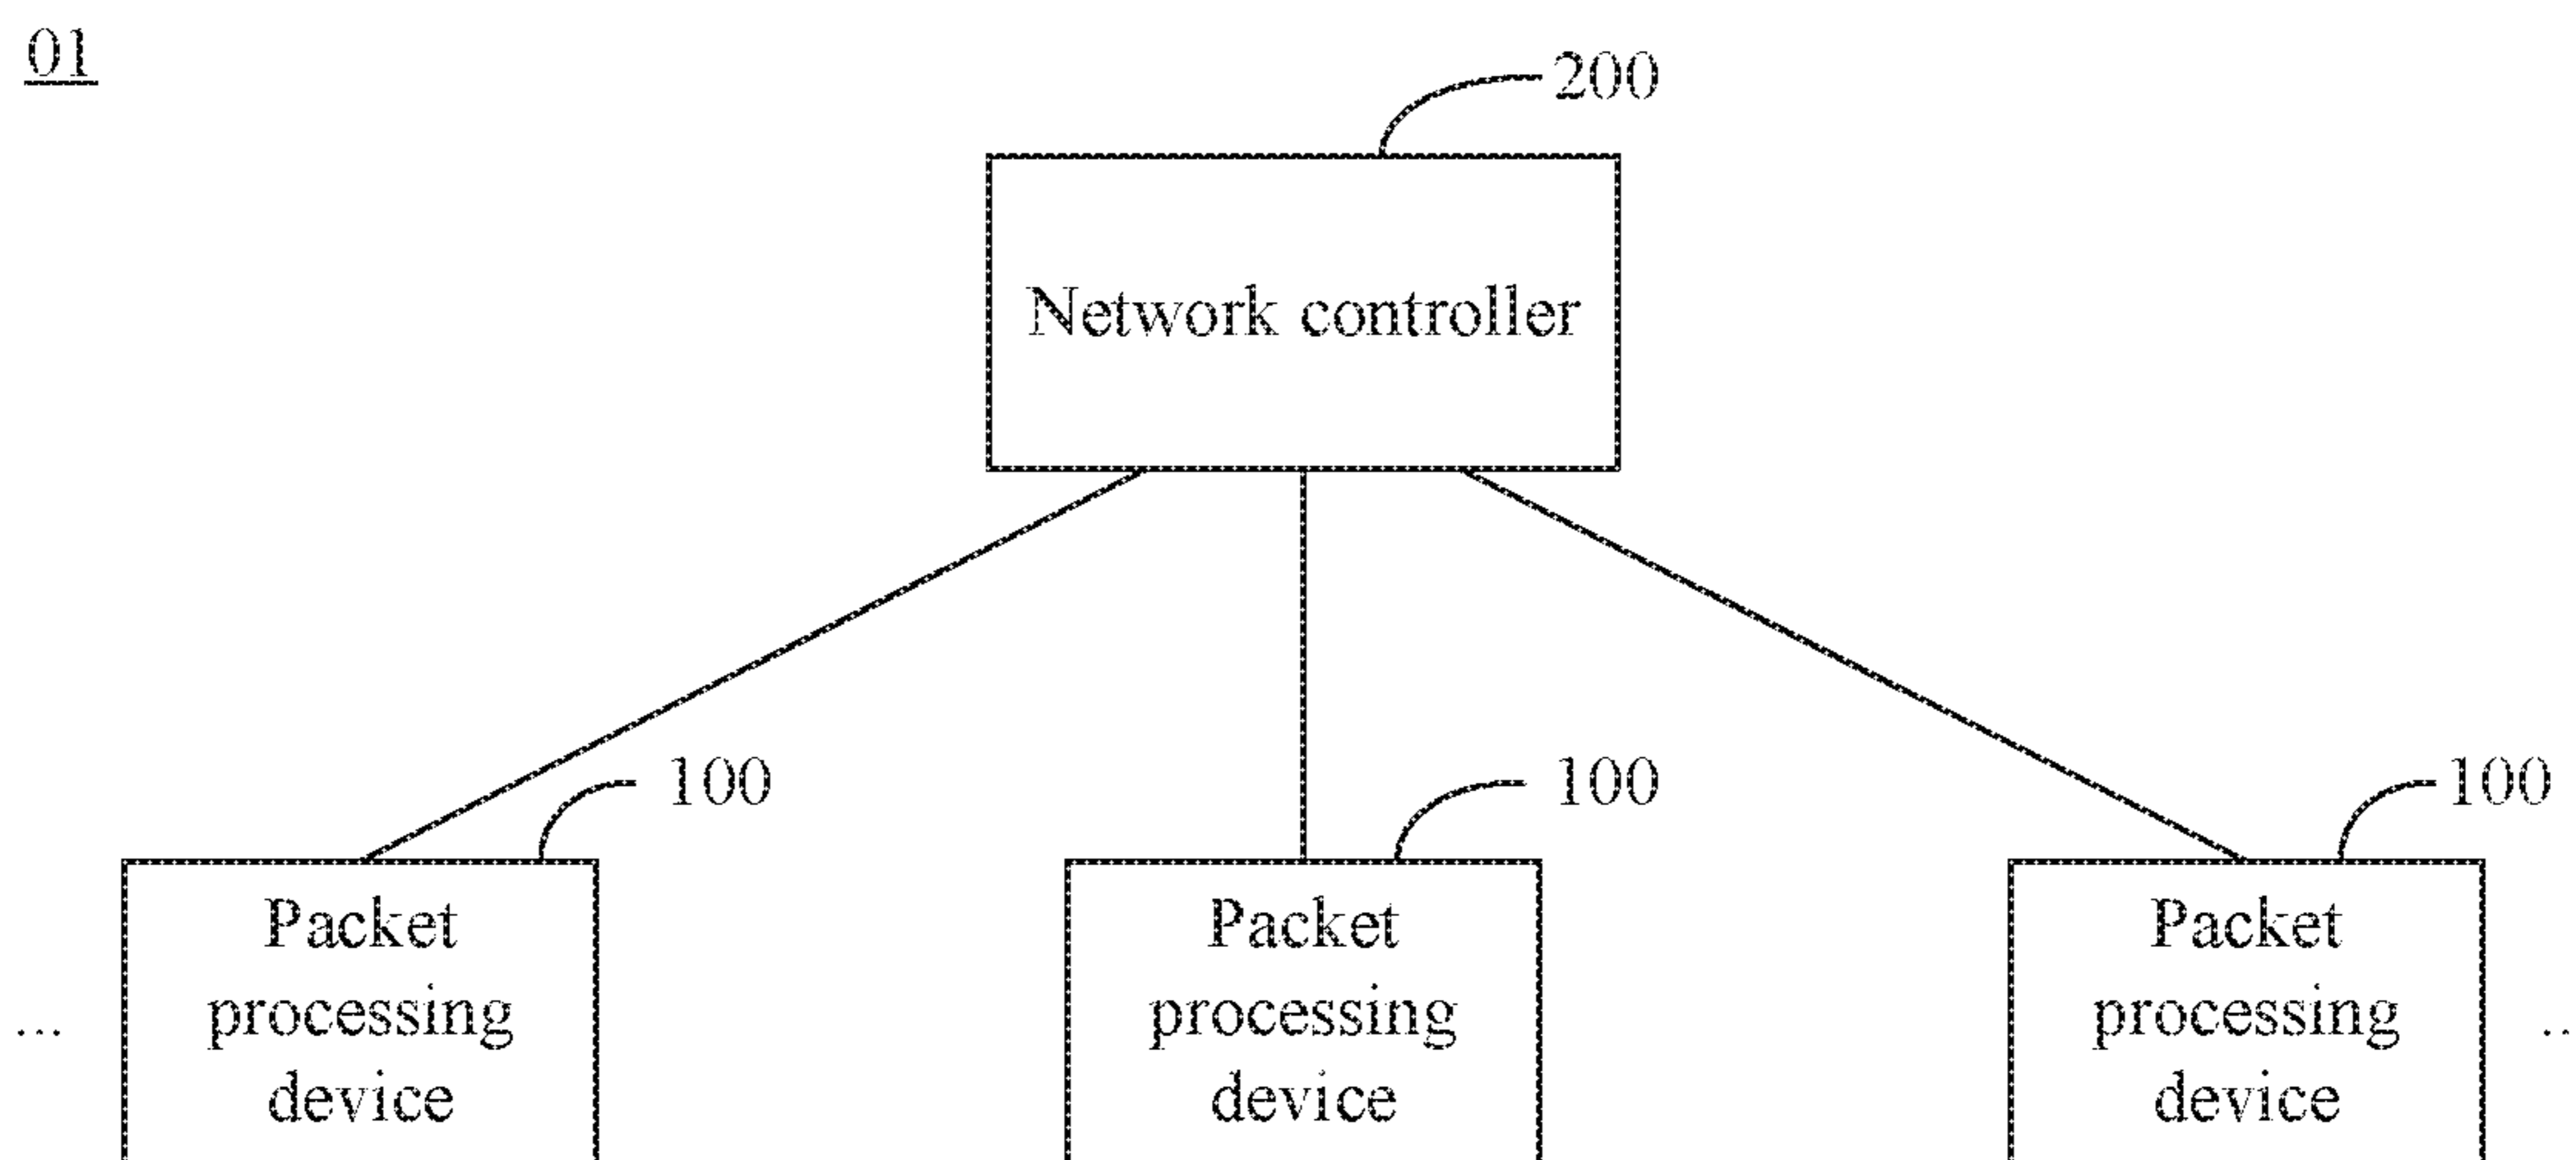 01
200
Network controller
100
100
100
Packet
processing
device
Packet
processing
device
Packet
processing
device
...
..